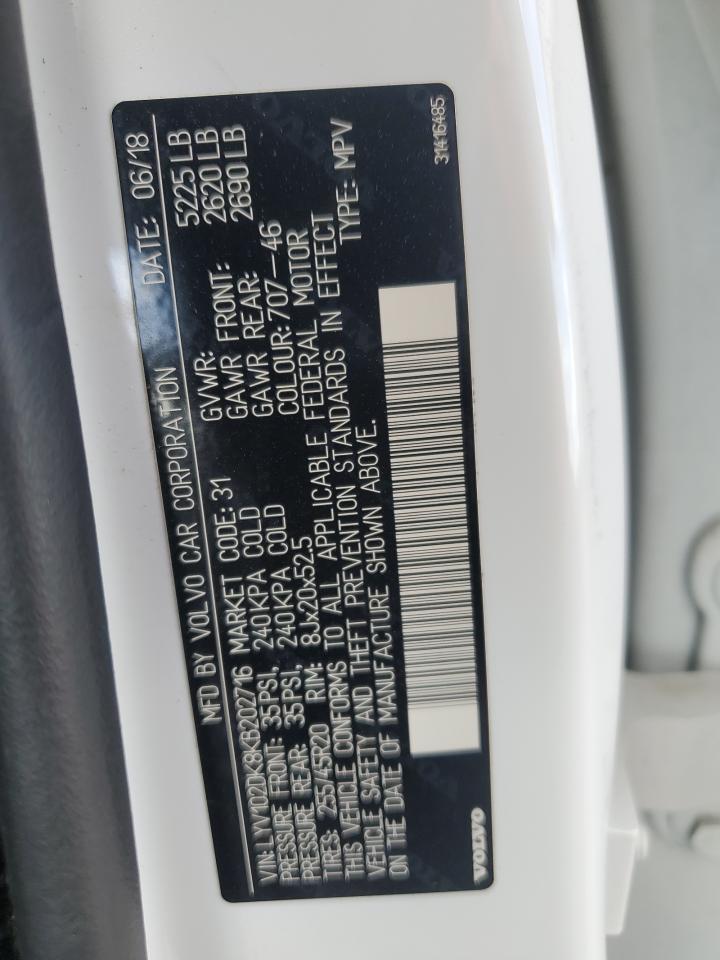 MFD BY VOLVO CAR CORPORATION DATE: 06/18
VIN: LYV102DK8KB202716 MARKET CODE: 31 GVWR: 5225 LB
PRESSURE FRONT: 35PSI, 240KPA COLD GAWR FRONT: 2620 LB
PRESSURE REAR: 35PSI, 240KPA COLD GAWR REAR: 2690 LB
TIRES: 255/45R20 RIM: 8Jx20x52.5 COLOUR: 707-46
THIS VEHICLE CONFORMS TO ALL APPLICABLE FEDERAL MOTOR
VEHICLE SAFETY AND THEFT PREVENTION STANDARDS IN EFFECT
ON THE DATE OF MANUFACTURE SHOWN ABOVE. TYPE: MPV
VOLVO 31416485